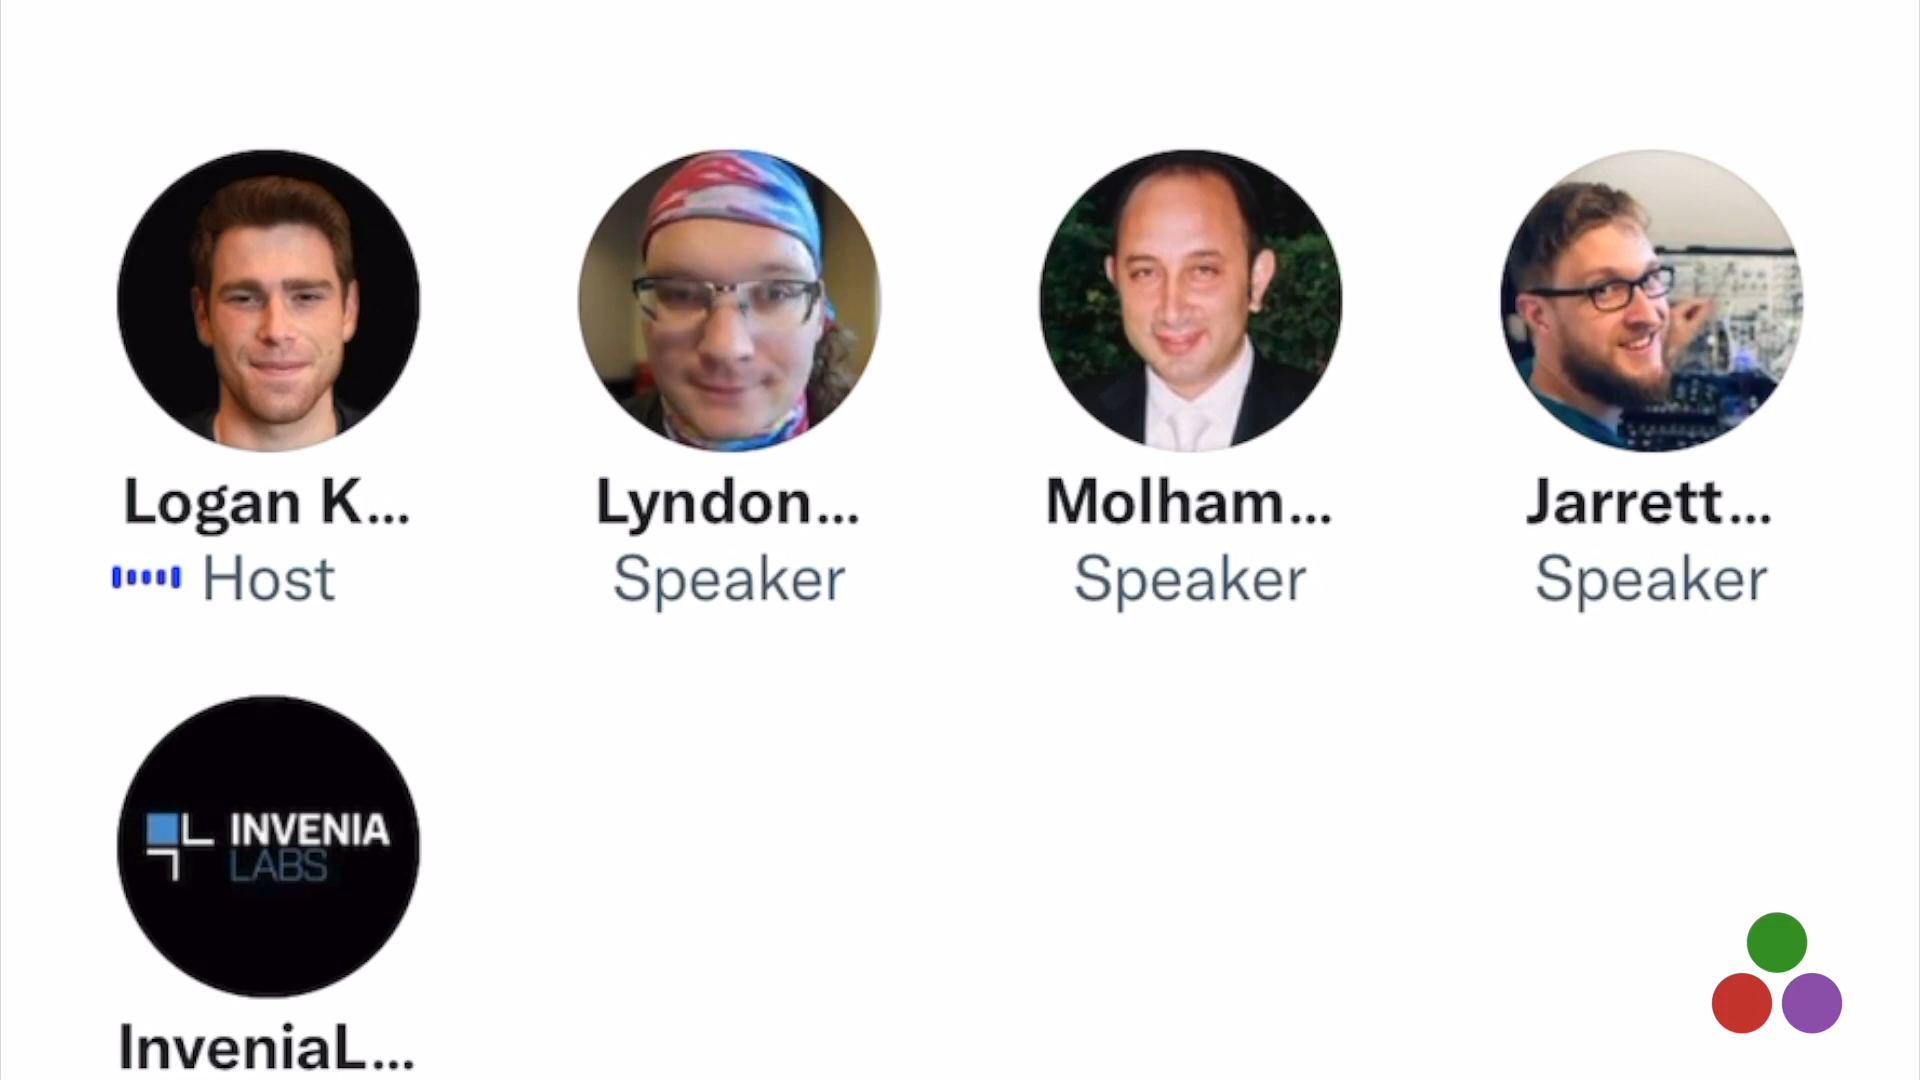 Logan K...
Host
Lyndon...
Speaker
Molham...
Speaker
Jarrett...
Speaker
INVENIA
LABS
InveniaL...